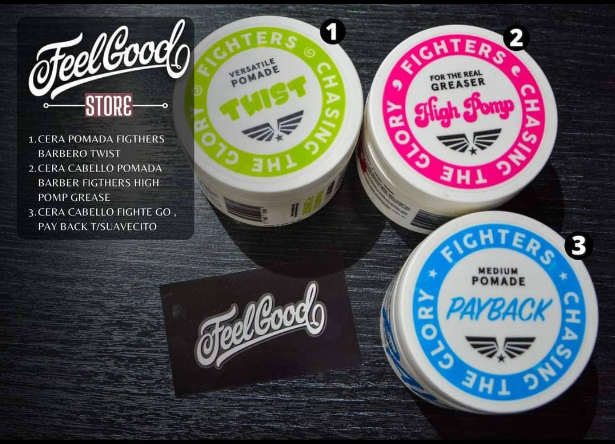 FeelGood
STORE
1. CERA POMADA FIGTHERS
BARBERO TWIST
2. CERA CABELLO POMADA
BARBER FIGTHERS HIGH
POMP GREASE
3. CERA CABELLO FIGHTE GO ,
PAY BACK T/SUAVECITO
1
FIGHTERS CHASING THE GLORY
VERSATILE
POMADE
TWIST
2
FIGHTERS CHASING THE GLORY
FOR THE REAL
GREASER
High Pomp
3
FIGHTERS CHASING THE GLORY
MEDIUM
POMADE
PAYBACK
FeelGood